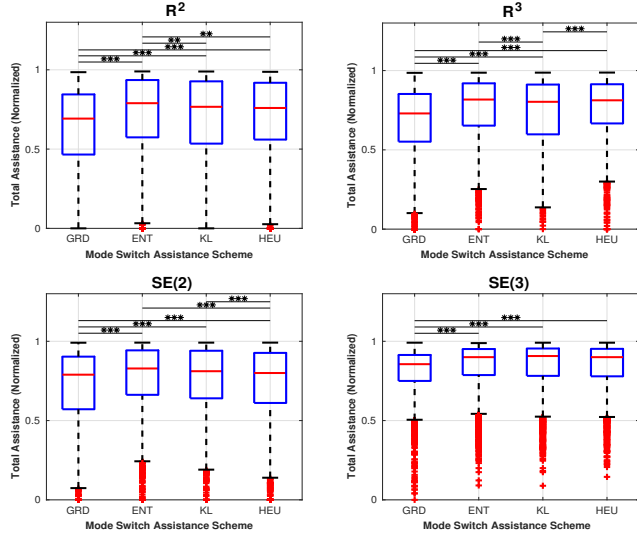 R²
**
**
***
***
***
1
0.5
0
Total Assistance (Normalized)
GRD ENT KL HEU
Mode Switch Assistance Scheme
R³
***
***
***
***
***
1
0.5
0
Total Assistance (Normalized)
GRD ENT KL HEU
Mode Switch Assistance Scheme
SE(2)
***
***
***
***
***
1
0.5
0
Total Assistance (Normalized)
GRD ENT KL HEU
Mode Switch Assistance Scheme
SE(3)
***
***
***
1
0.5
0
Total Assistance (Normalized)
GRD ENT KL HEU
Mode Switch Assistance Scheme